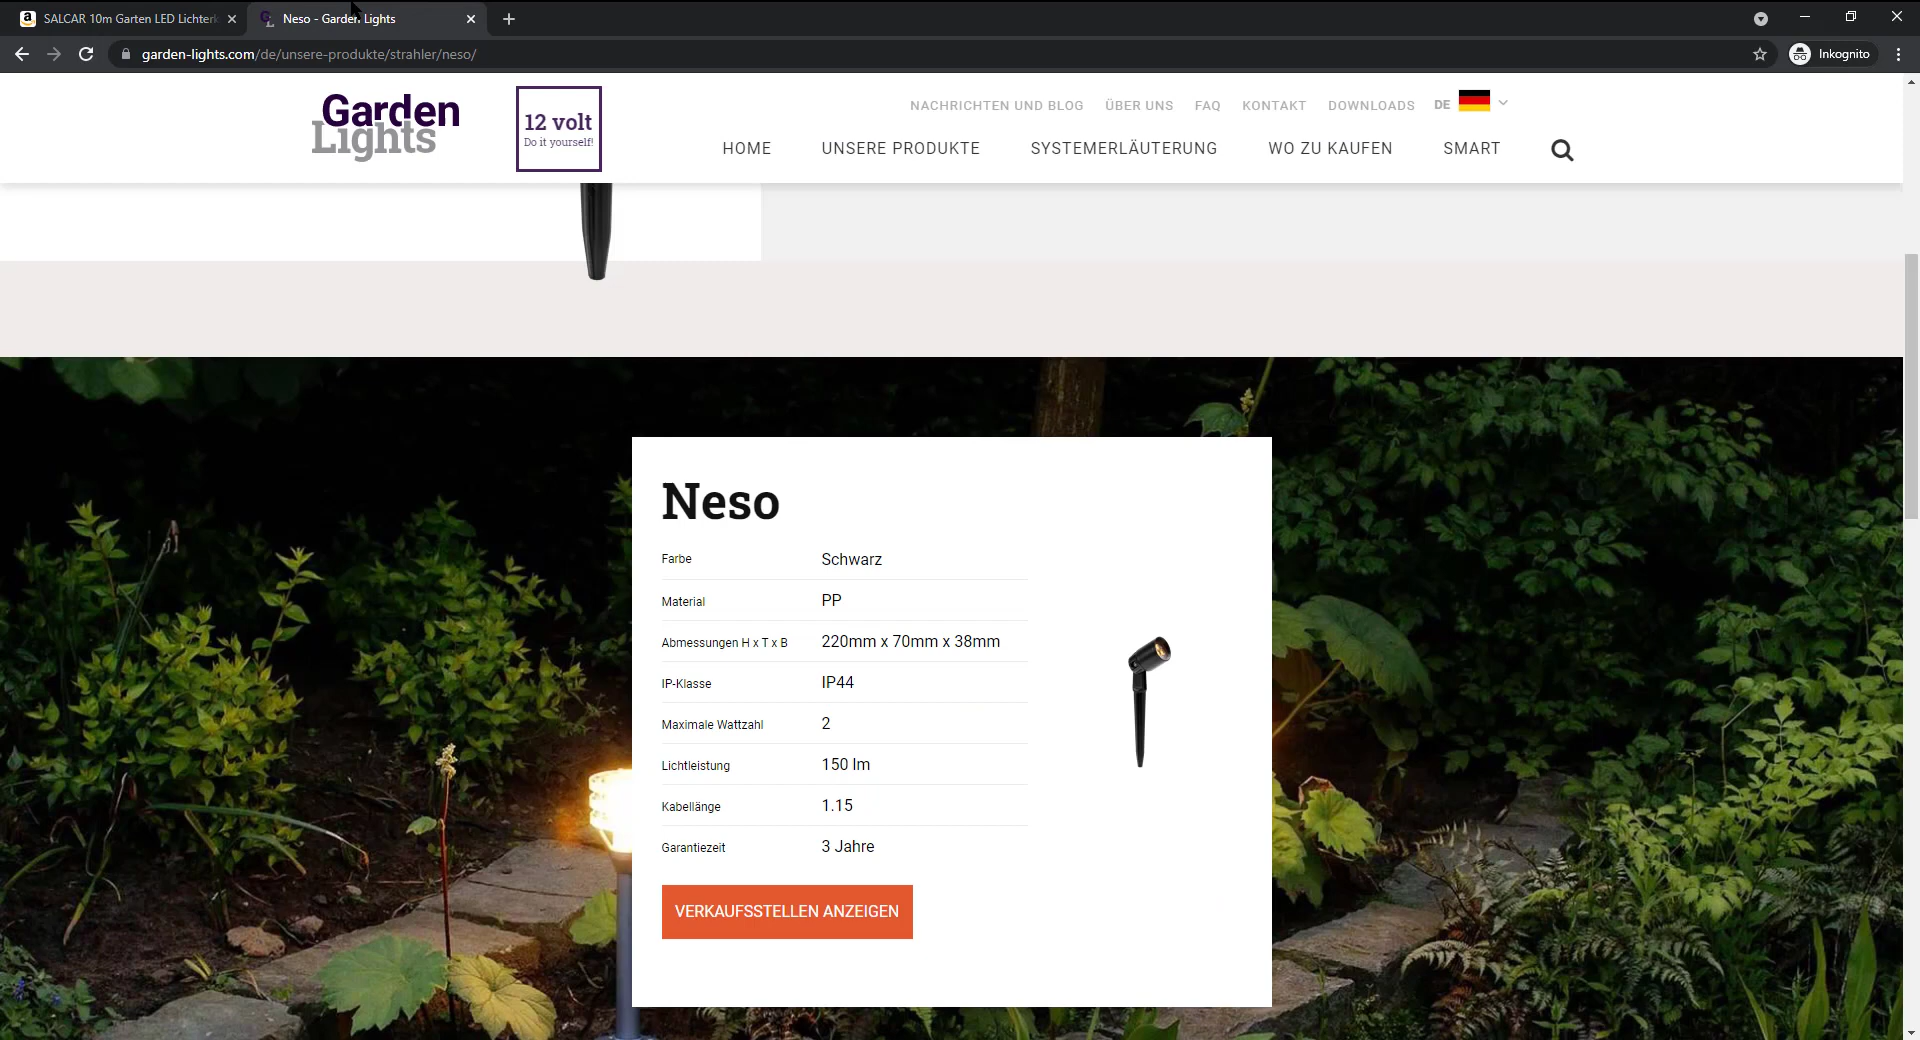 SALCAR 10m Garten LED Lichterk
Neso - Garden Lights
garden-lights.com/de/unsere-produkte/strahler/neso/
Inkognito
Garden
Lights
12 volt
Do it yourself!
NACHRICHTEN UND BLOG ÜBER UNS FAQ KONTAKT DOWNLOADS DE
HOME UNSERE PRODUKTE SYSTEMERLÄUTERUNG WO ZU KAUFEN SMART
Neso
Farbe Schwarz
Material PP
Abmessungen H x T x B 220mm x 70mm x 38mm
IP-Klasse IP44
Maximale Wattzahl 2
Lichtleistung 150 lm
Kabellänge 1.15
Garantiezeit 3 Jahre
VERKAUFSSTELLEN ANZEIGEN